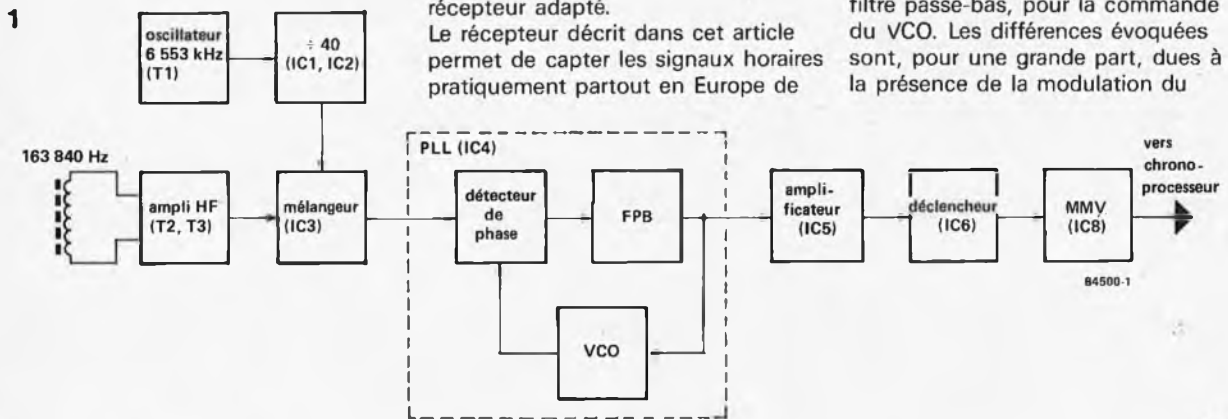 1
récepteur adapté.
Le récepteur décrit dans cet article
permet de capter les signaux horaires
pratiquement partout en Europe de
filtre passe-bas, pour la commande
du VCO. Les différences évoquées
sont, pour une grande part, dues à
la présence de la modulation du
oscillateur
6 553 kHz
(T1)
÷ 40
(IC1, IC2)
163 840 Hz
ampli HF
(T2, T3)
mélangeur
(IC3)
PLL (IC4)
détecteur
de
phase
FPB
VCO
ampli-
ficateur
(IC5)
déclencheur
(IC6)
MMV
(IC8)
vers
chrono-
processeur
84500-1